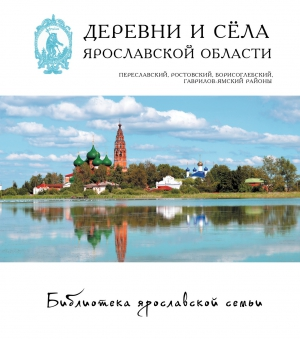 ДЕРЕВНИ И СЁЛА
ЯРОСЛАВСКОЙ ОБЛАСТИ
ПЕРЕСЛАВСКИЙ, РОСТОВСКИЙ, БОРИСОГЛЕБСКИЙ,
ГАВРИЛОВ-ЯМСКИЙ РАЙОНЫ
Библиотека ярославской семьи